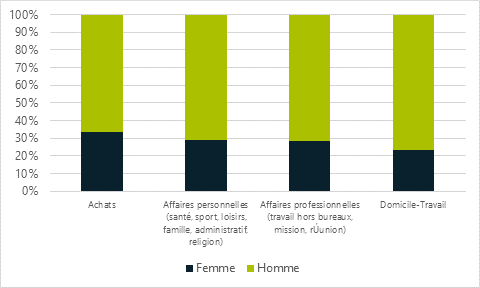 100%
90%
80%
70%
60%
50%
40%
30%
20%
10%
0%
Achats
Affaires personnelles
(santé, sport, loisirs,
famille, administratif,
religion)
Affaires professionnelles
(travail hors bureaux,
mission, rÚunion)
Domicile-Travail
Femme
Homme